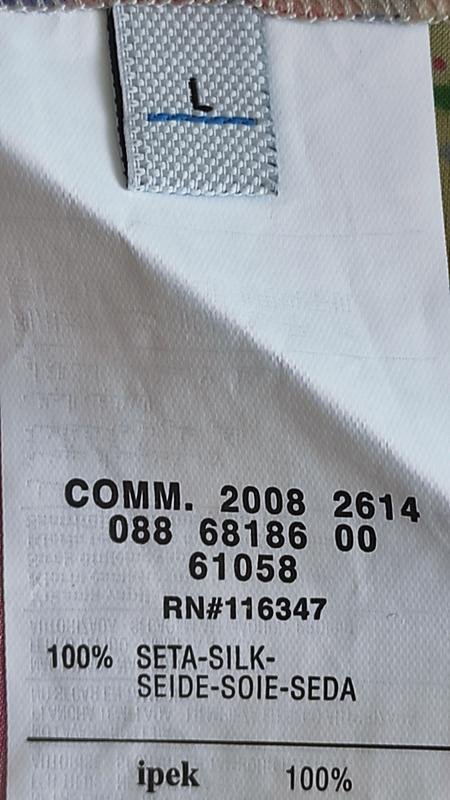 L
COMM. 2008 2614
088 68186 00
61058
RN#116347
100% SETA-SILK-
SEIDE-SOIE-SEDA
ipek 100%